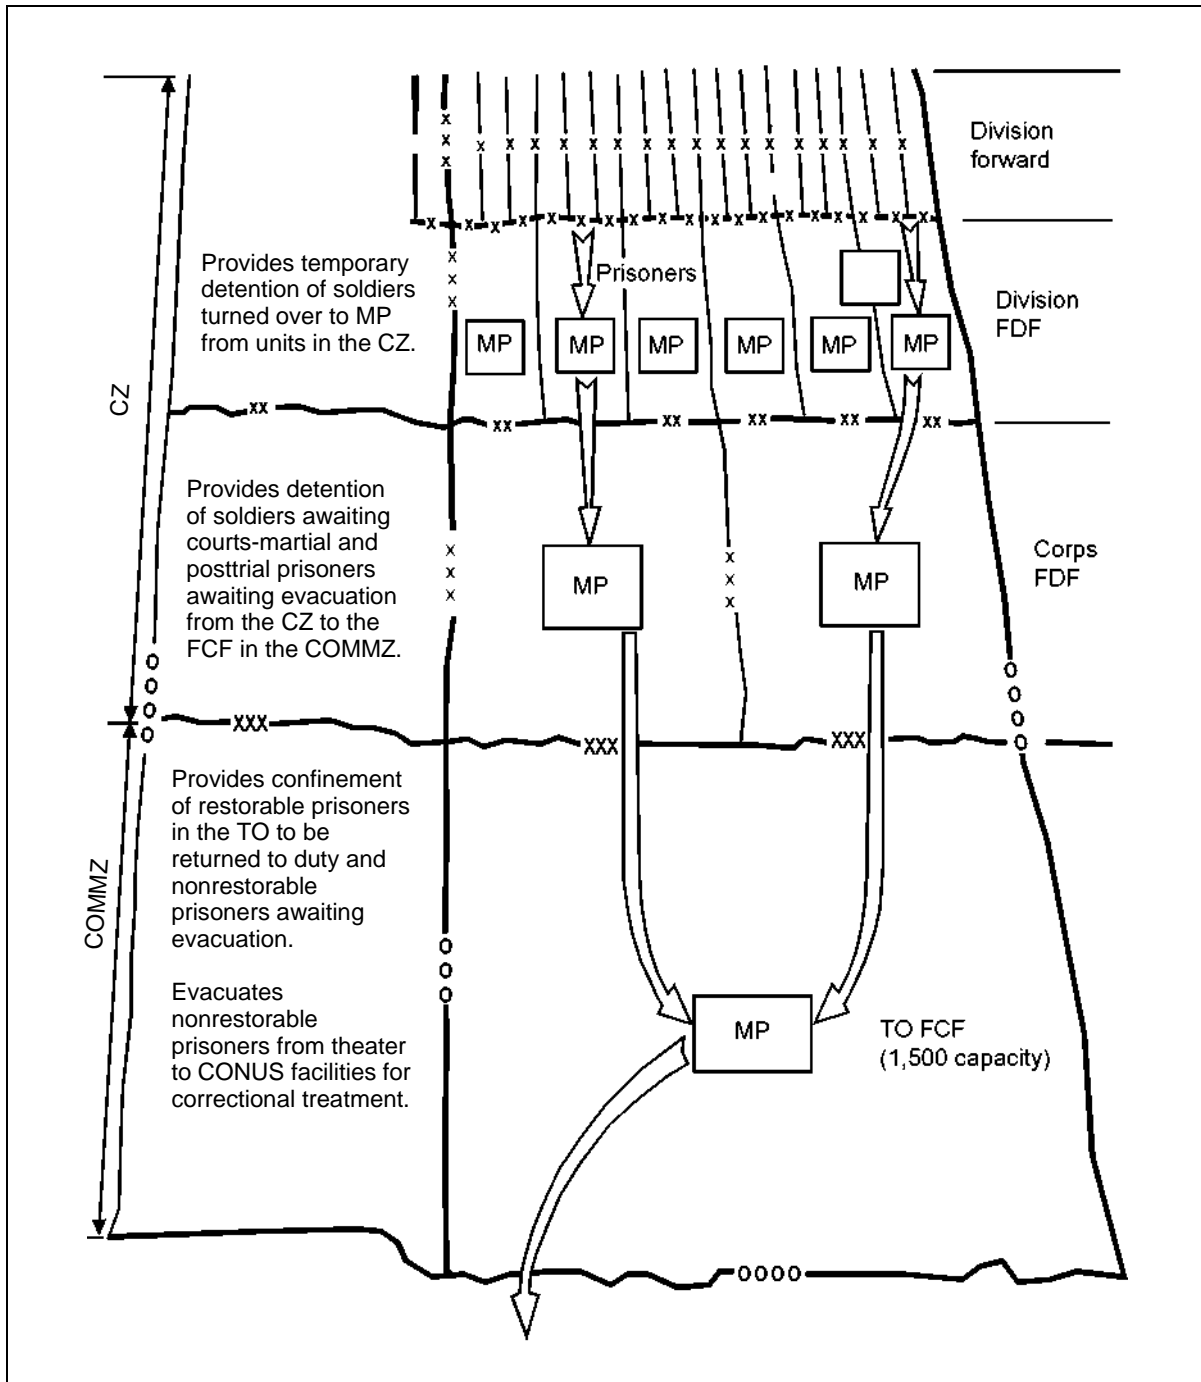 Division
forward
Provides temporary
detention of soldiers
turned over to MP
from units in the CZ.
Prisoners
Division
FDF
MP MP MP MP MP MP
CZ
XX
XX XX XX XX
Provides detention
of soldiers awaiting
courts-martial and
posttrial prisoners
awaiting evacuation
from the CZ to the
FCF in the COMMZ.
MP MP
Corps
FDF
XXX
XXX XXX
COMMZ
Provides confinement
of restorable prisoners
in the TO to be
returned to duty and
nonrestorable
prisoners awaiting
evacuation.
Evacuates
nonrestorable
prisoners from theater
to CONUS facilities for
correctional treatment.
MP
TO FCF
(1,500 capacity)
OOOO